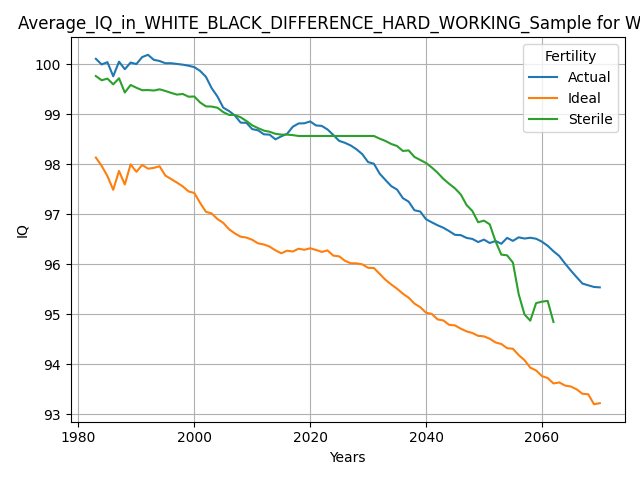 Average_IQ_in_WHITE_BLACK_DIFFERENCE_HARD_WORKING_Sample for W
Fertility
Actual
Ideal
Sterile
IQ
100
99
98
97
96
95
94
93
1980 2000 2020 2040 2060
Years